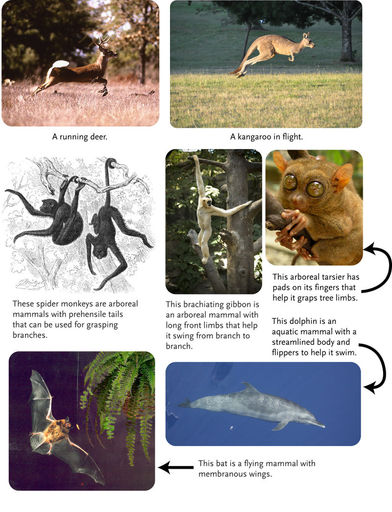 A running deer.
A kangaroo in flight.
These spider monkeys are arboreal
mammals with prehensile tails
that can be used for grasping
branches.
This brachiating gibbon is
an arboreal mammal with
long front limbs that help
it swing from branch to
branch.
This arboreal tarsier has
pads on its fingers that
help it graps tree limbs.
This dolphin is an
aquatic mammal with a
streamlined body and
flippers to help it swim.
This bat is a flying mammal with
membranous wings.